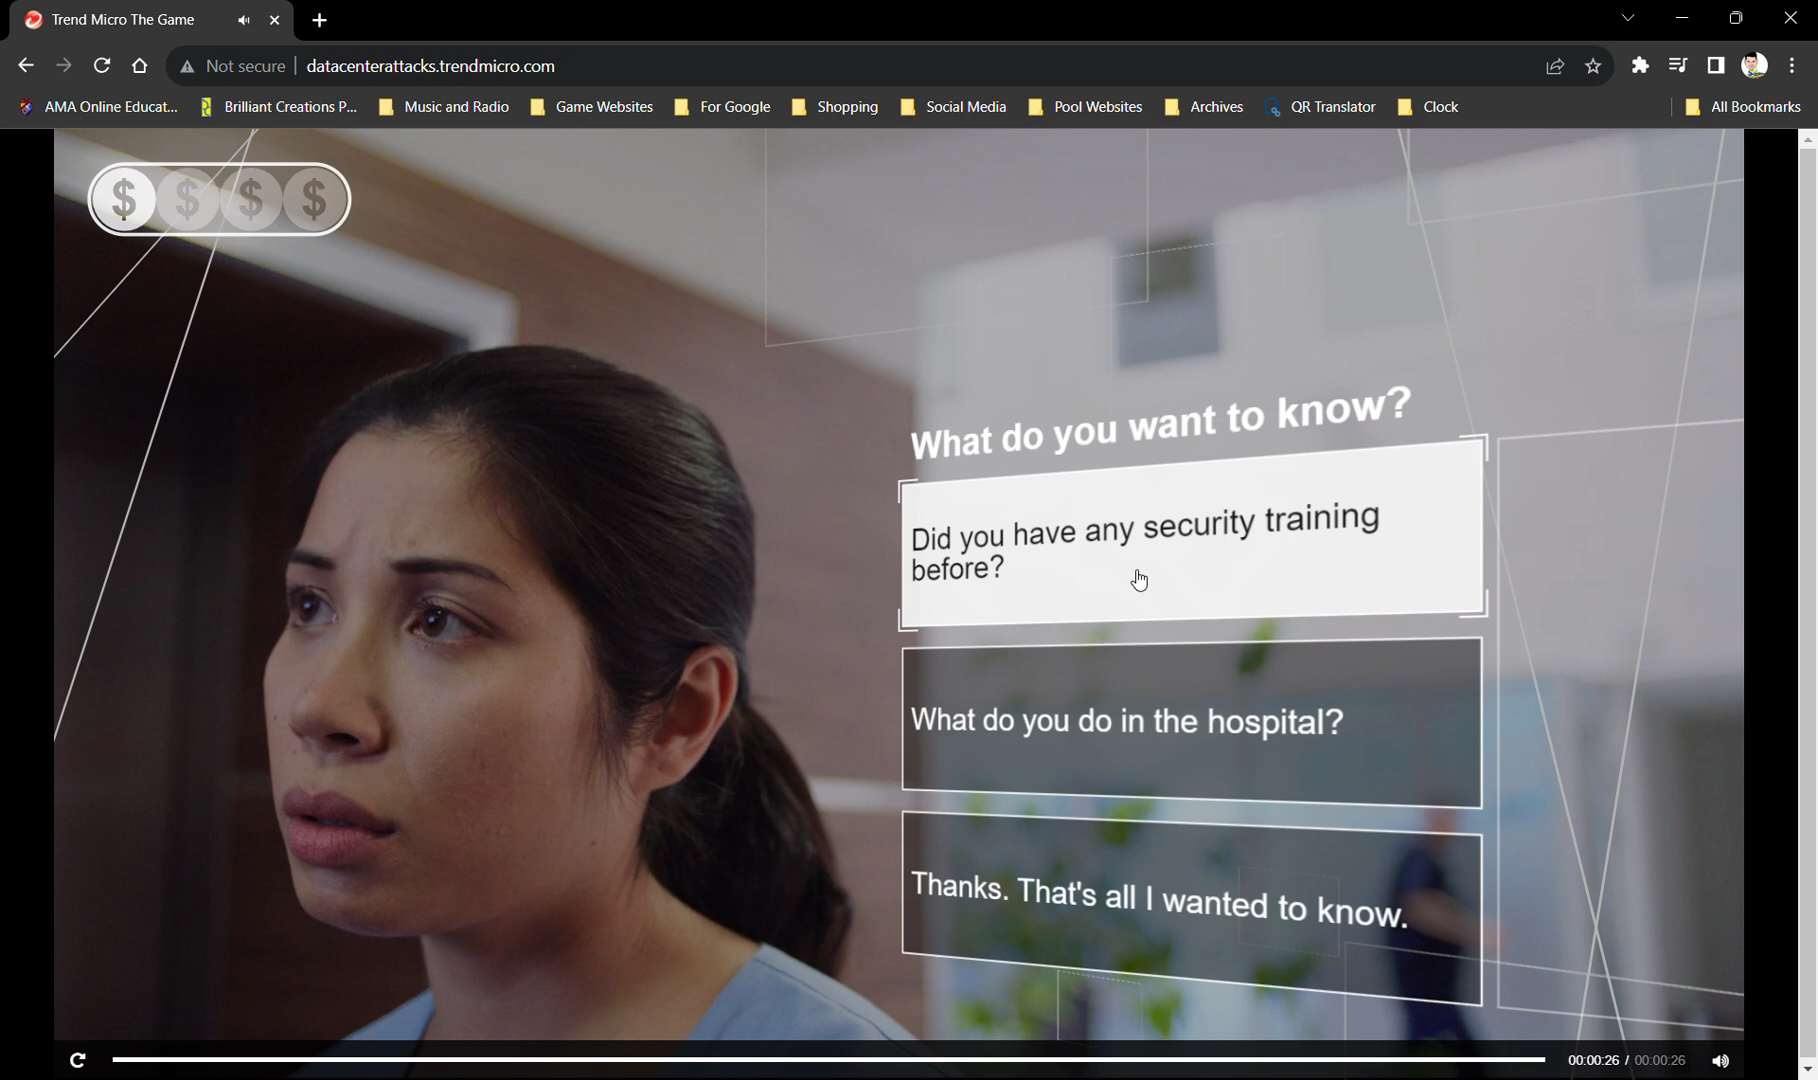 Trend Micro The Game
Not secure
datacenterattacks.trendmicro.com
AMA Online Educat...
Brilliant Creations P...
Music and Radio
Game Websites
For Google
Shopping
Social Media
Pool Websites
Archives
QR Translator
Clock
All Bookmarks
$ $ $ $
What do you want to know?
Did you have any security training
before?
What do you do in the hospital?
Thanks. That's all I wanted to know.
00:00:26 / 00:00:26